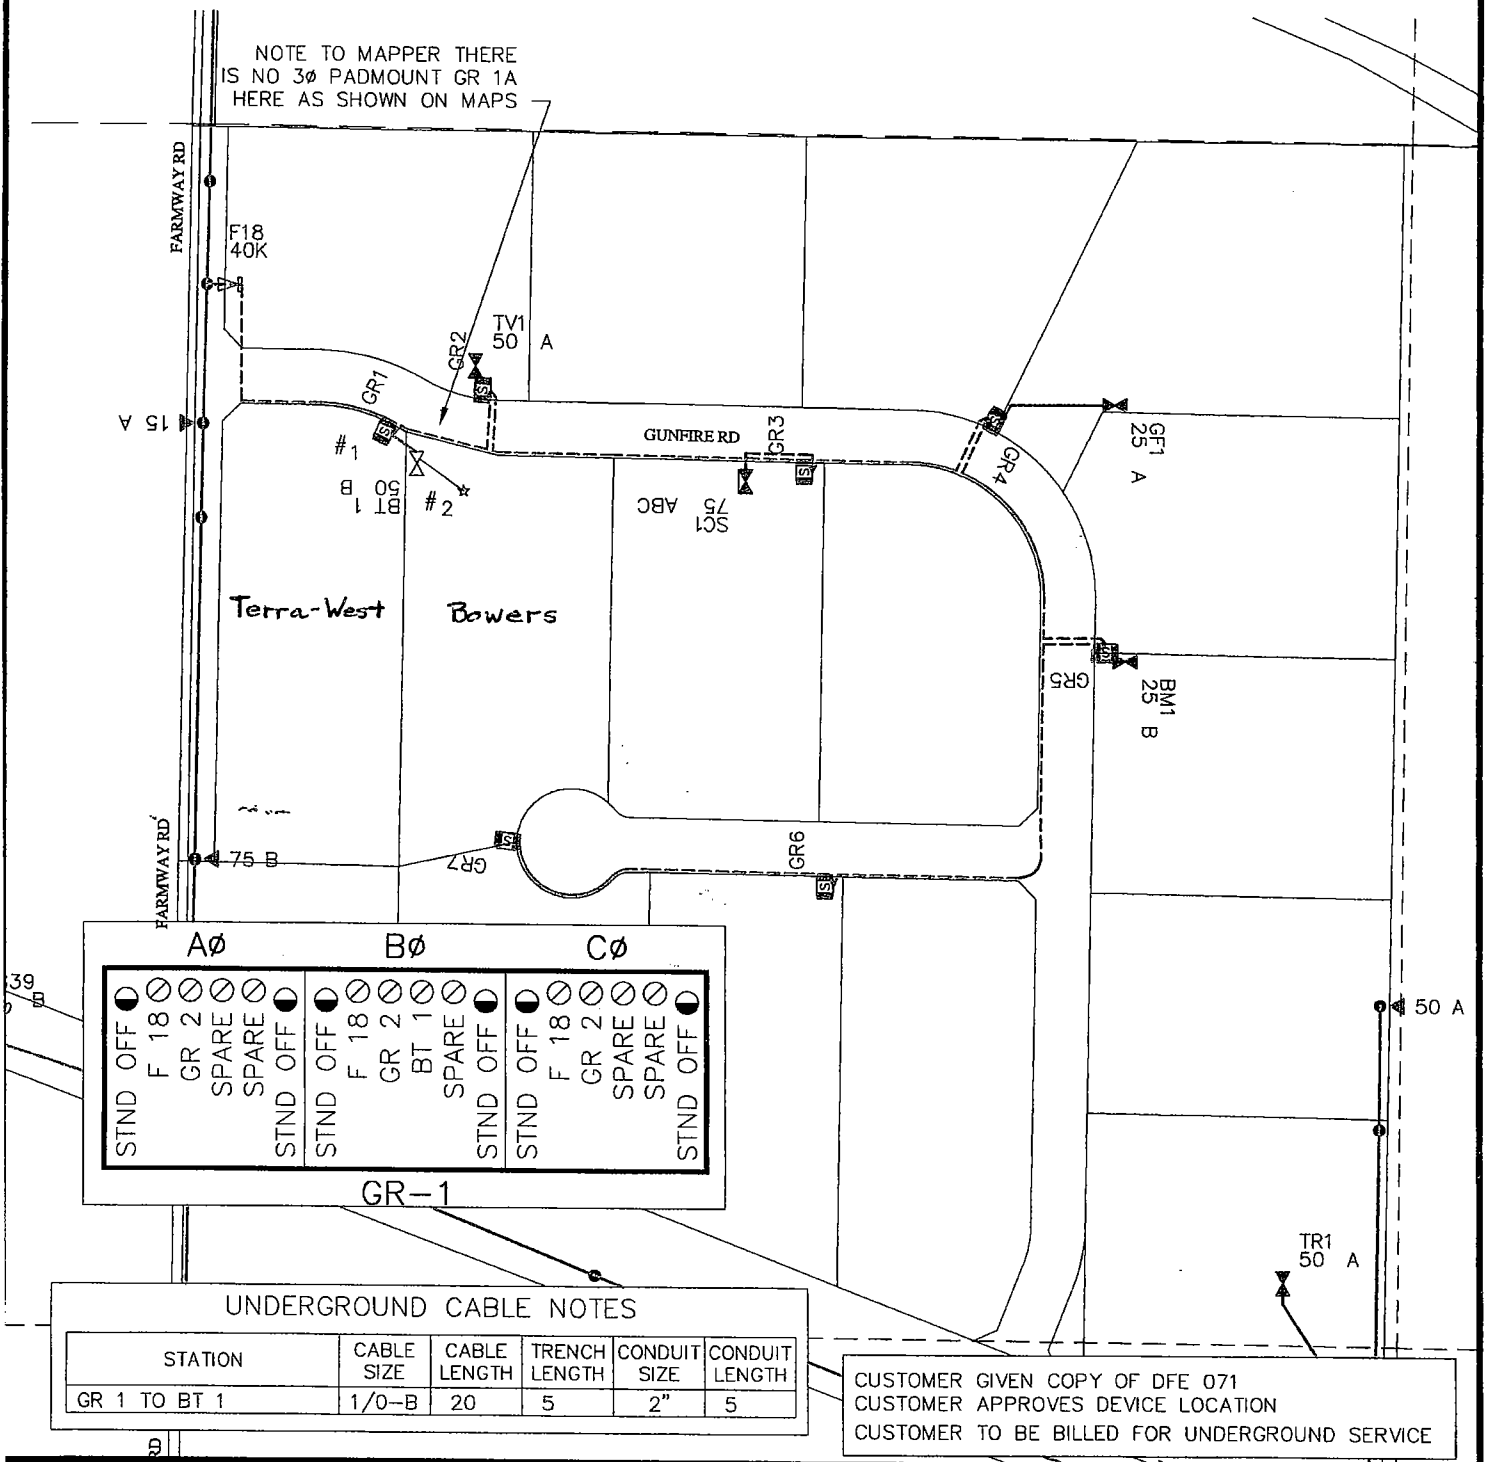 NOTE TO MAPPER THERE
IS NO 3Ø PADMOUNT GR 1A
HERE AS SHOWN ON MAPS
FARMWAY RD
F18
40K
GR2
TV1
50 A
GR1
15 A
#1
BT 1
50
B
#2
GUNFIRE RD
GR3
SC1
75
ABC
GR4
GF1
25 A
Terra-West
Bowers
GR5
BM1
25 B
FARMWAY RD
75 B
GR7
GR6
AØ BØ CØ
STND OFF
F 18
GR 2
SPARE
SPARE
STND OFF
STND OFF
F 18
GR 2
BT 1
SPARE
STND OFF
STND OFF
F 18
GR 2
SPARE
SPARE
STND OFF
GR-1
39
B
50 A
TR1
50 A
UNDERGROUND CABLE NOTES
STATION CABLE SIZE CABLE LENGTH TRENCH LENGTH CONDUIT SIZE CONDUIT LENGTH
GR 1 TO BT 1 1/0-B 20 5 2" 5
CUSTOMER GIVEN COPY OF DFE 071
CUSTOMER APPROVES DEVICE LOCATION
CUSTOMER TO BE BILLED FOR UNDERGROUND SERVICE
RD